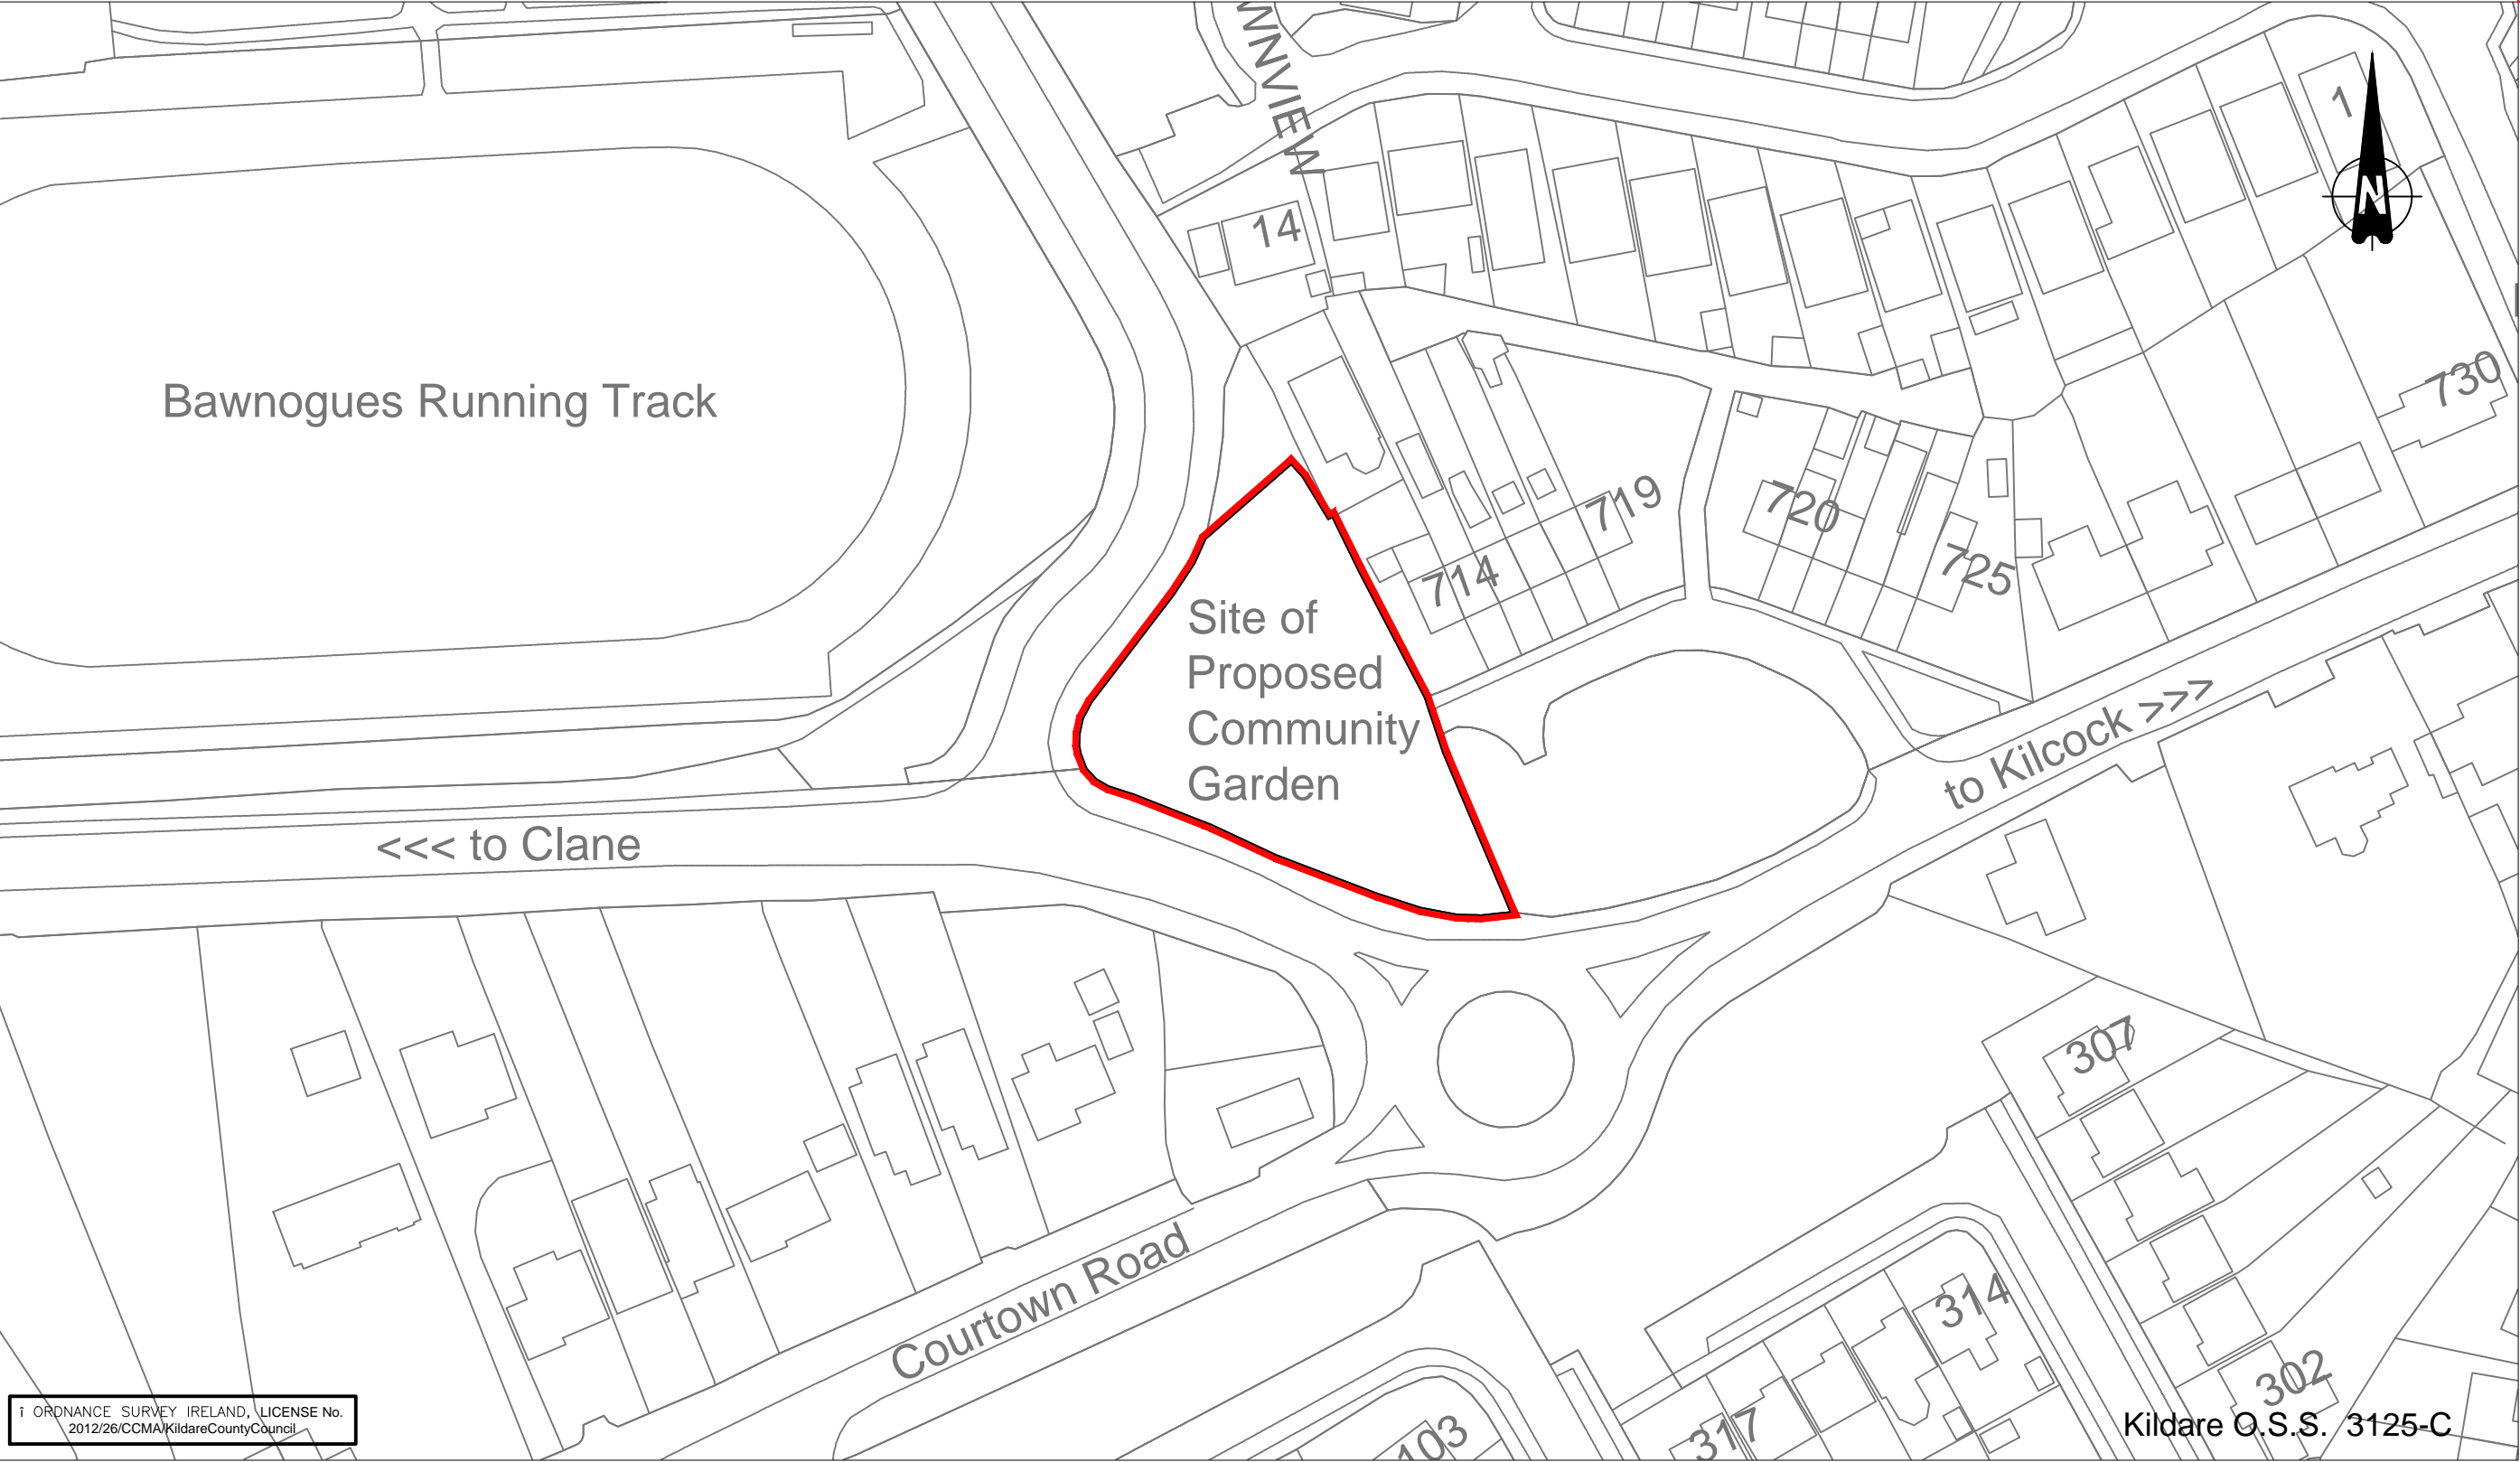 WNVIEW
1
N
14
Bawnogues Running Track
730
719
720
714
725
Site of
Proposed
Community
Garden
to Kilcock >>>
<<< to Clane
307
Courtown Road
314
302
317
103
ORDNANCE SURVEY IRELAND, LICENSE No.
2012/26/CCMA/KildareCountyCouncil
Kildare O.S.S. 3125-C